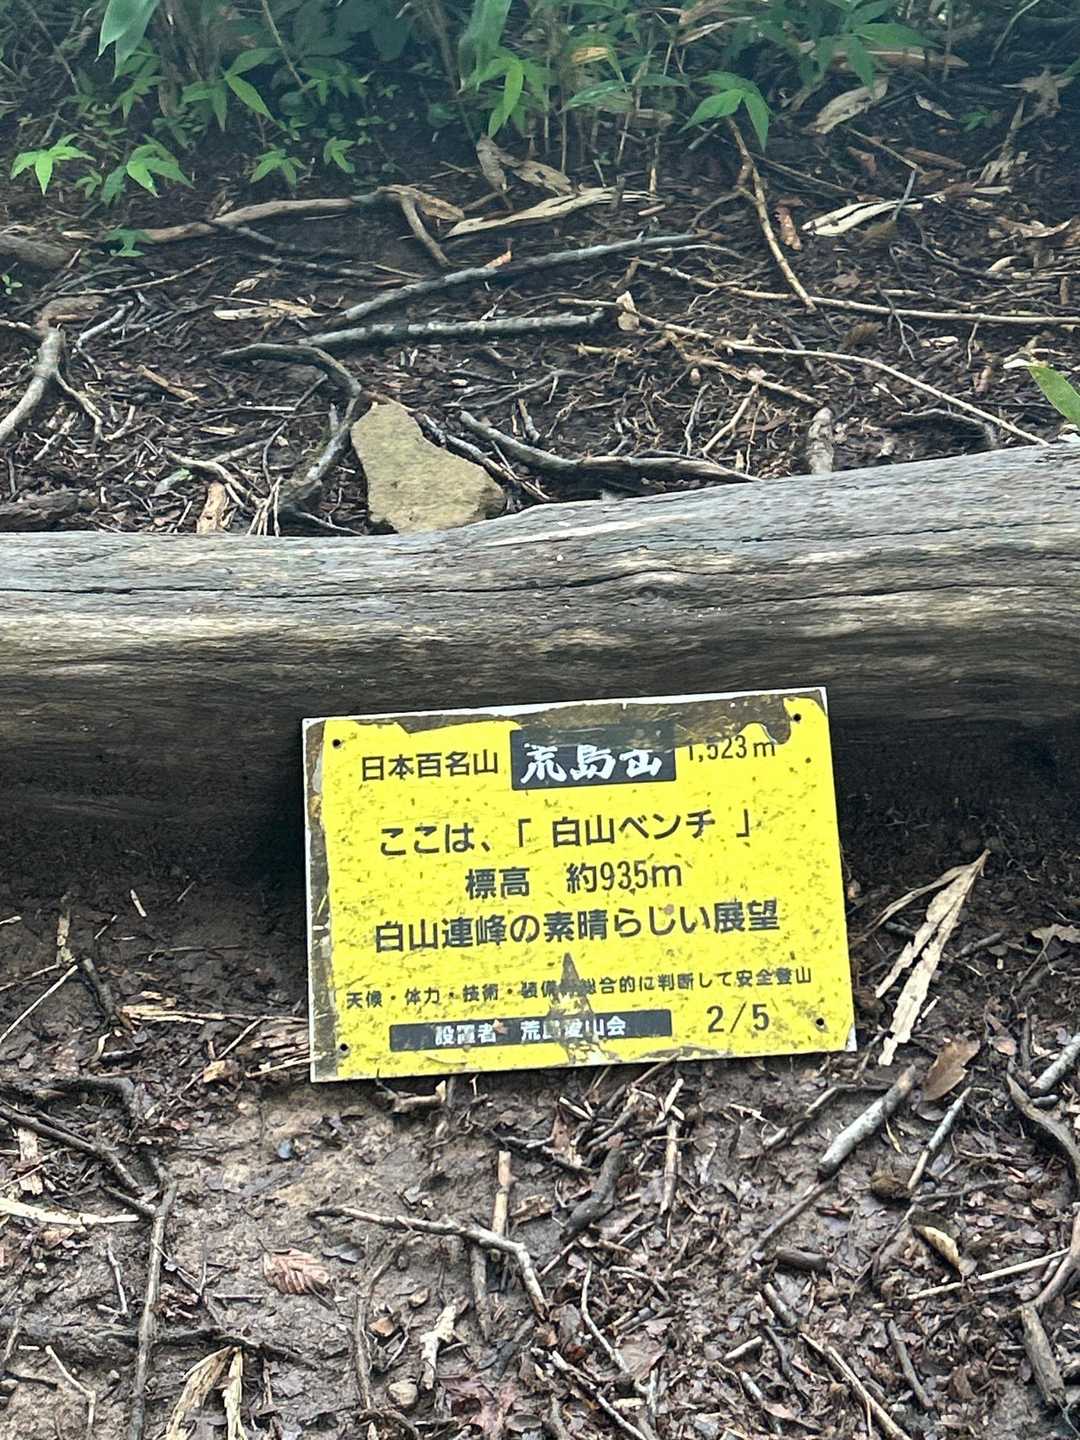 日本百名山 荒島岳 1,523m
ここは、「 白山ベンチ 」
標高 約935m
白山連峰の素晴らしい展望
天候・体力・技術・装備 総合的に判断して安全登山
設置者 荒島愛山会 2/5